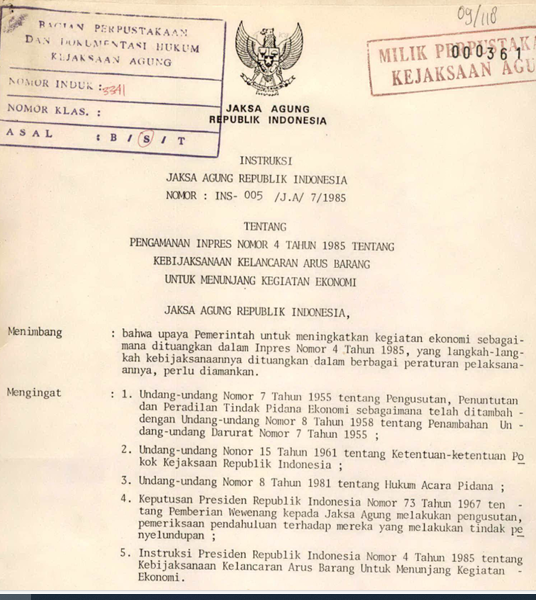 09/118
BAGIAN PERPUSTAKAAN
DAN DOKUMENTASI HUKUM
KEJAKSAAN AGUNG
NOMOR INDUK :
NOMOR KLAS. :
ASAL : B / S / T
MILIK PERPUSTAKA
000361
KEJAKSAAN AGU
JAKSA AGUNG
REPUBLIK INDONESIA
INSTRUKSI
JAKSA AGUNG REPUBLIK INDONESIA
NOMOR : INS- 005 /J.A/ 7/1985
TENTANG
PENGAMANAN INPRES NOMOR 4 TAHUN 1985 TENTANG
KEBIJAKSANAAN KELANCARAN ARUS BARANG
UNTUK MENUNJANG KEGIATAN EKONOMI
JAKSA AGUNG REPUBLIK INDONESIA,
Menimbang : bahwa upaya Pemerintah untuk meningkatkan kegiatan ekonomi sebagai-
mana dituangkan dalam Inpres Nomor 4 Tahun 1985, yang langkah-lang-
kah kebijaksanaannya dituangkan dalam berbagai peraturan pelaksana-
annya, perlu diamankan.
Mengingat : 1. Undang-undang Nomor 7 Tahun 1955 tentang Pengusutan, Penuntutan
dan Peradilan Tindak Pidana Ekonomi sebagaimana telah ditambah -
dengan Undang-undang Nomor 8 Tahun 1958 tentang Penambahan Un -
dang-undang Darurat Nomor 7 Tahun 1955 ;
2. Undang-undang Nonor 15 Tahun 1961 tentang Ketentuan-ketentuan Po
kok Kejaksaan Republik Indonesia ;
3. Undang-undang Nomor 8 Tahun 1981 tentang Hukum Acara Pidana ;
4. Keputusan Presiden Republik Indonesia Nomor 73 Tahun 1967 ten -
tang Pemberian Wewenang kepada Jaksa Agung melakukan pengusutan,
pemeriksaan pendahuluan terhadap mereka yang melakukan tindak pe
nyelundupan ;
5. Instruksi Presiden Republik Indonesia Nomor 4 Tahun 1985 tentang
Kebijaksanaan Kelancaran Arus Barang Untuk Menunjang Kegiatan -
Ekonomi.